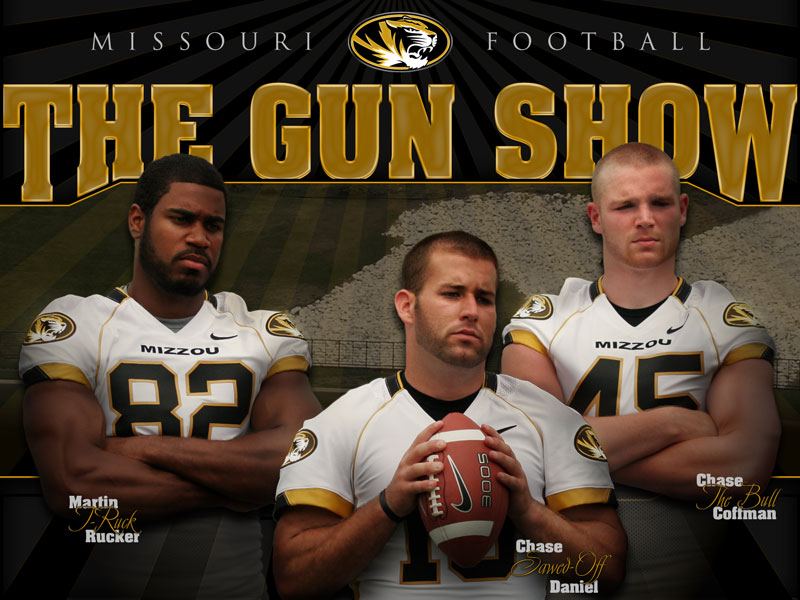 MISSOURI FOOTBALL
THE GUN SHOW
MIZZOU
82
MIZZOU
45
3005
10
Martin
T-Ruck
Rucker
Chase
The Bull
Coffman
Chase
Sawed-Off
Daniel